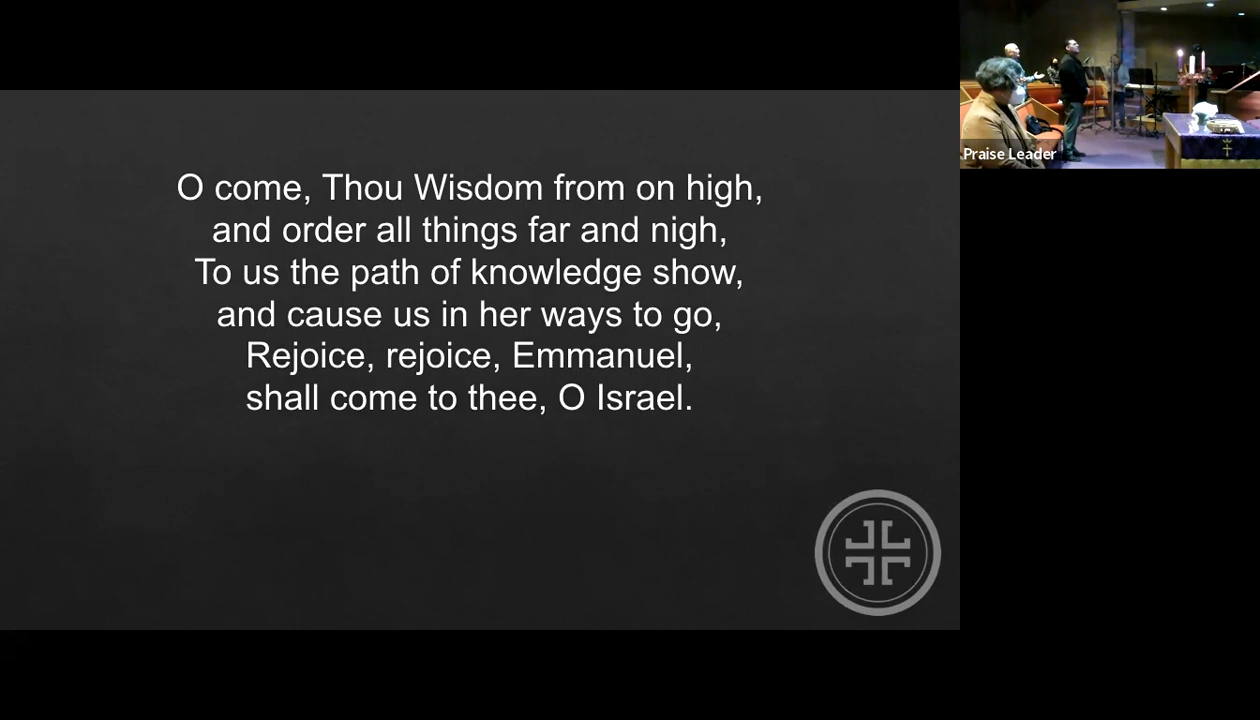 O come, Thou Wisdom from on high,
and order all things far and nigh,
To us the path of knowledge show,
and cause us in her ways to go,
Rejoice, rejoice, Emmanuel,
shall come to thee, O Israel.
Praise Leader